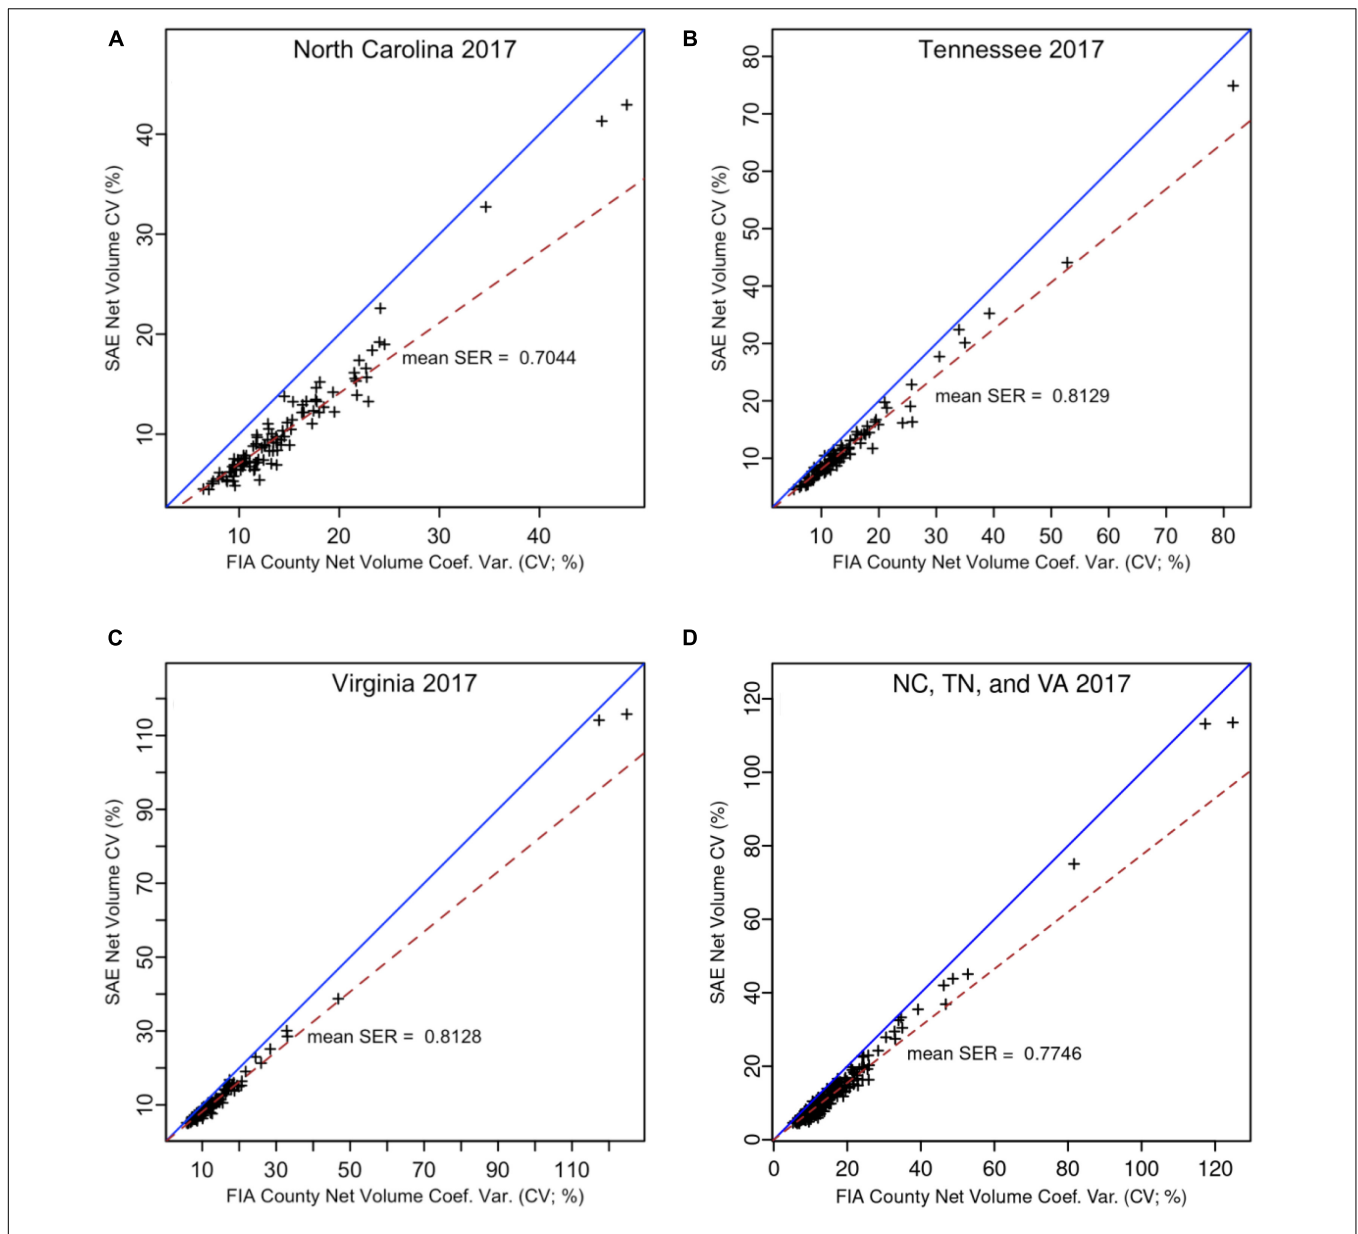 A
North Carolina 2017
SAE Net Volume CV (%)
40
30
20
10
mean SER = 0.7044
10 20 30 40
FIA County Net Volume Coef. Var. (CV; %)
B
Tennessee 2017
SAE Net Volume CV (%)
80
70
60
50
40
30
20
10
mean SER = 0.8129
10 20 30 40 50 60 70 80
FIA County Net Volume Coef. Var. (CV; %)
C
Virginia 2017
SAE Net Volume CV (%)
110
90
70
50
30
10
mean SER = 0.8128
10 30 50 70 90 110
FIA County Net Volume Coef. Var. (CV; %)
D
NC, TN, and VA 2017
SAE Net Volume CV (%)
120
100
80
60
40
20
0
mean SER = 0.7746
0 20 40 60 80 100 120
FIA County Net Volume Coef. Var. (CV; %)